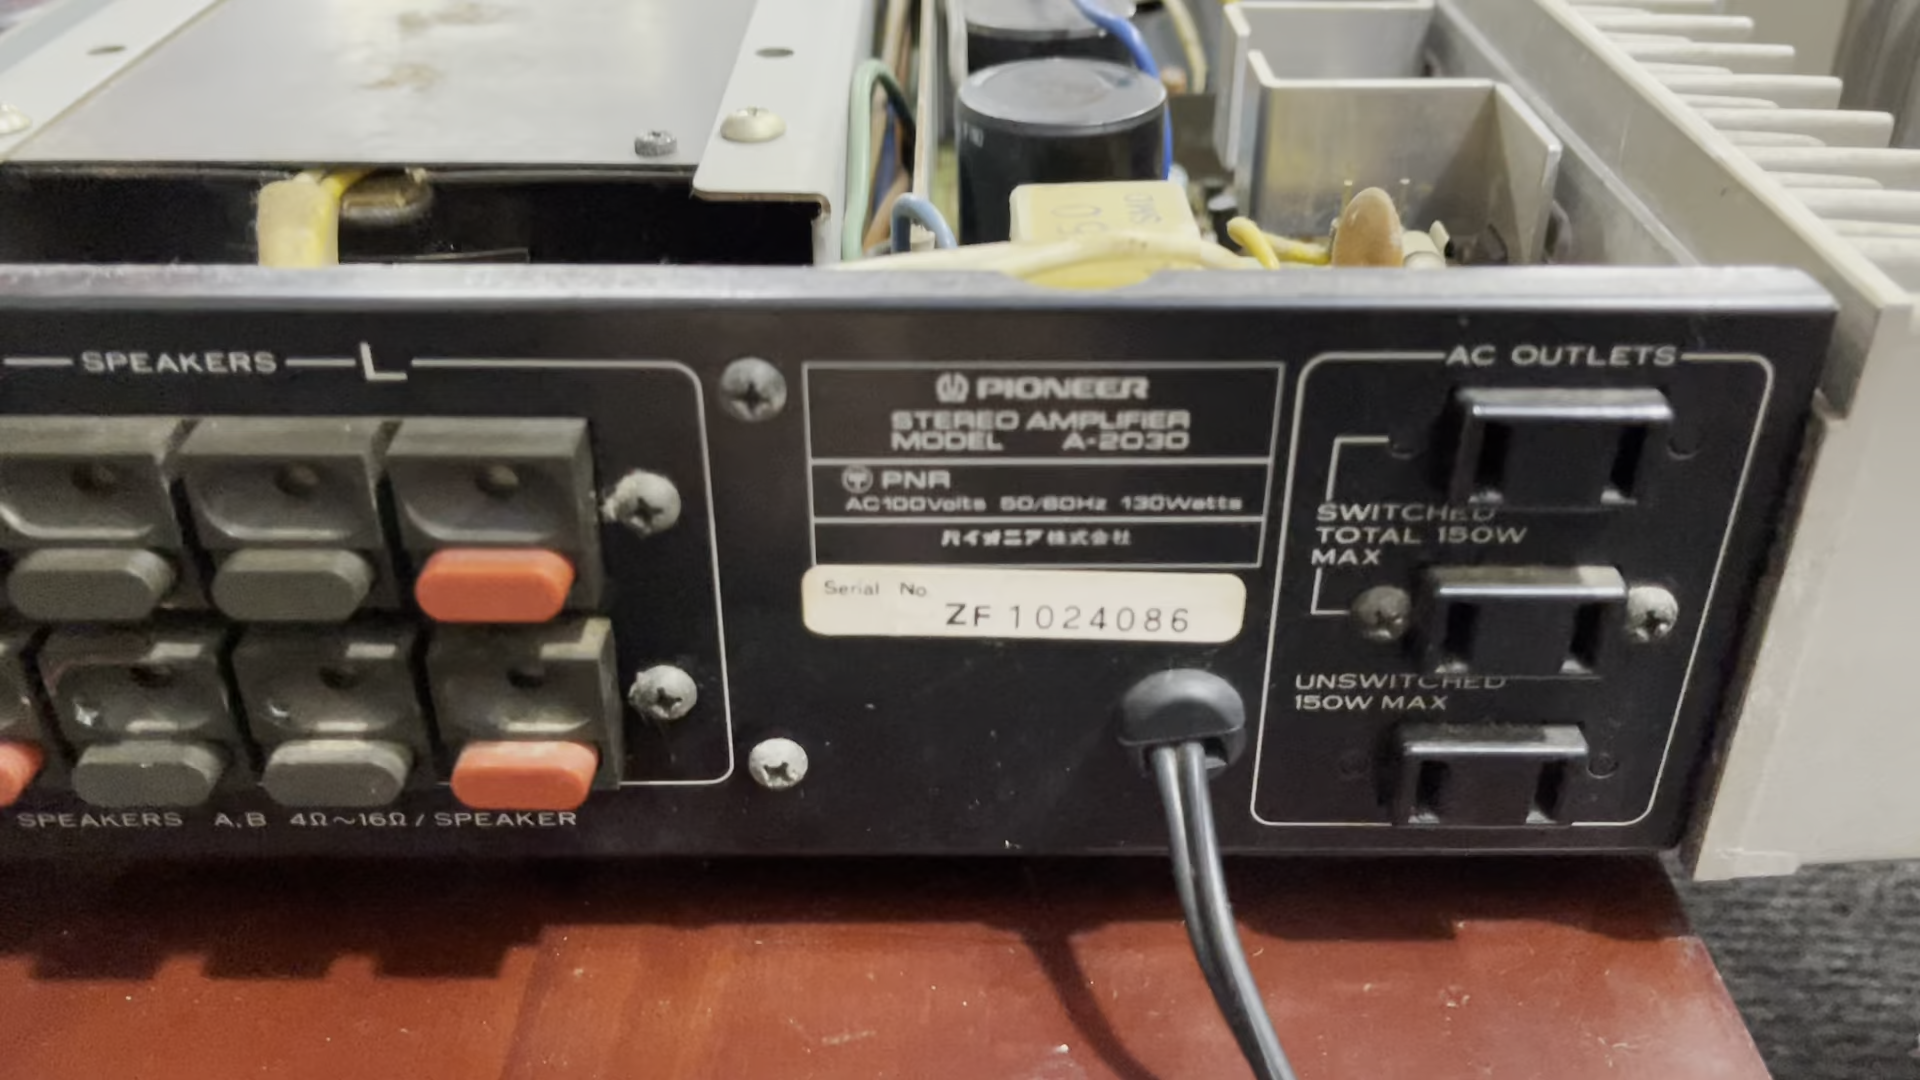 SPEAKERS L
PIONEER
STEREO AMPLIFIER
MODEL A-2030
PNR
AC100Volts 50/60Hz 130Watts
パイオニア株式会社
Serial No.
ZF 1024086
AC OUTLETS
SWITCHED
TOTAL 150W
MAX
UNSWITCHED
150W MAX
SPEAKERS A,B 4Ω~16Ω/SPEAKER